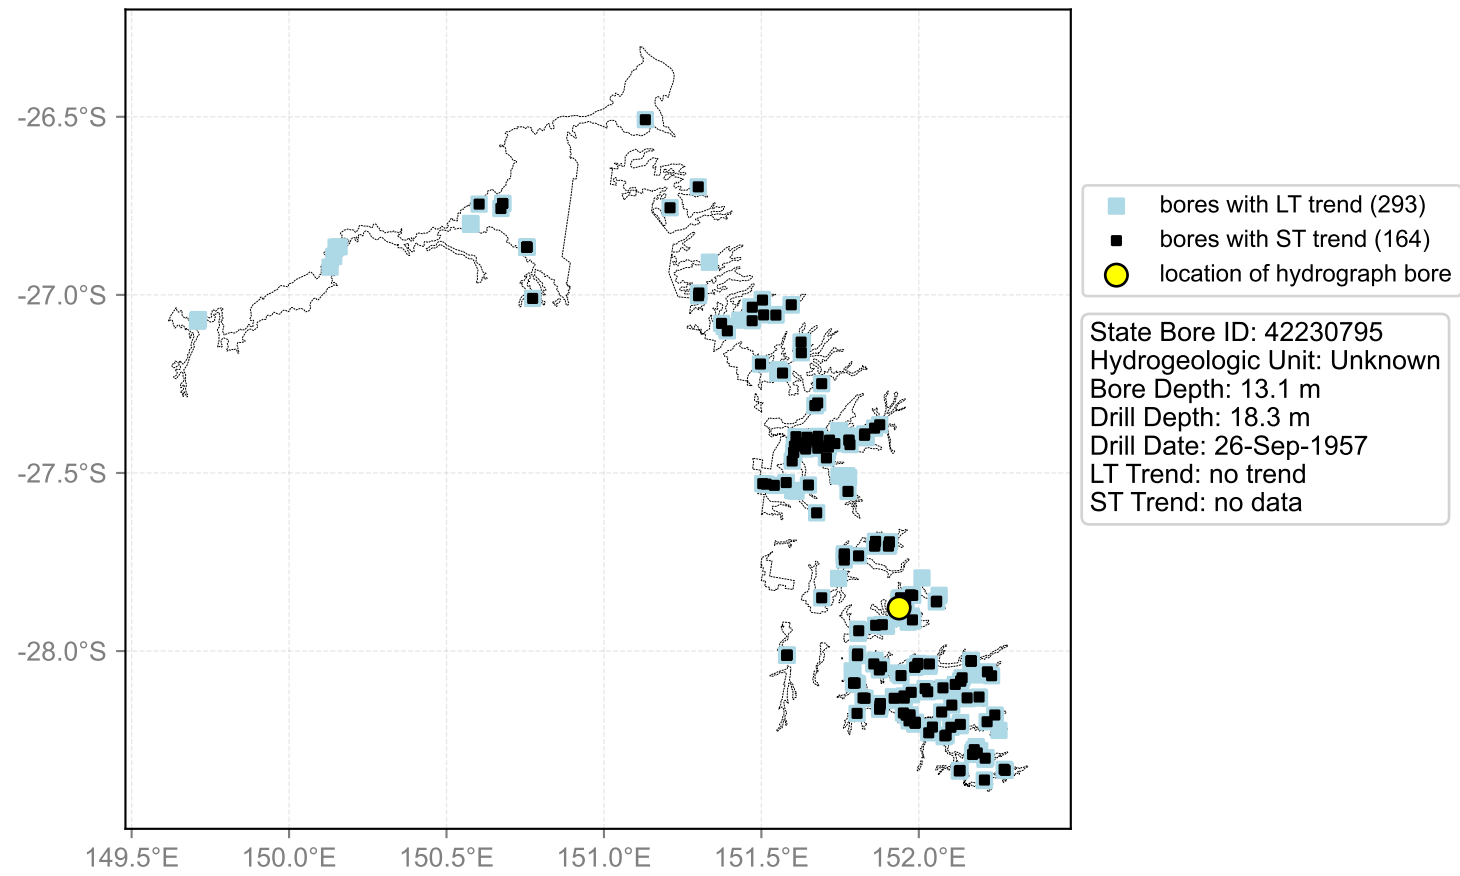 -26.5°S
-27.0°S
-27.5°S
-28.0°S
149.5°E
150.0°E
150.5°E
151.0°E
151.5°E
152.0°E
bores with LT trend (293)
bores with ST trend (164)
location of hydrograph bore
State Bore ID: 42230795
Hydrogeologic Unit: Unknown
Bore Depth: 13.1 m
Drill Depth: 18.3 m
Drill Date: 26-Sep-1957
LT Trend: no trend
ST Trend: no data